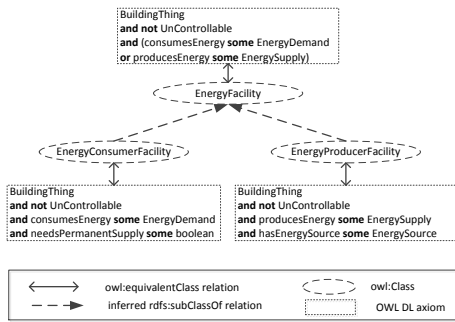 BuildingThing
and not UnControllable
and (consumesEnergy some EnergyDemand
or producesEnergy some EnergySupply)
EnergyFacility
EnergyConsumerFacility
EnergyProducerFacility
BuildingThing
and not UnControllable
and consumesEnergy some EnergyDemand
and needsPermanentSupply some boolean
BuildingThing
and not UnControllable
and producesEnergy some EnergySupply
and hasEnergySource some EnergySource
owl:equivalentClass relation
owl:Class
inferred rdfs:subClassOf relation
OWL DL axiom